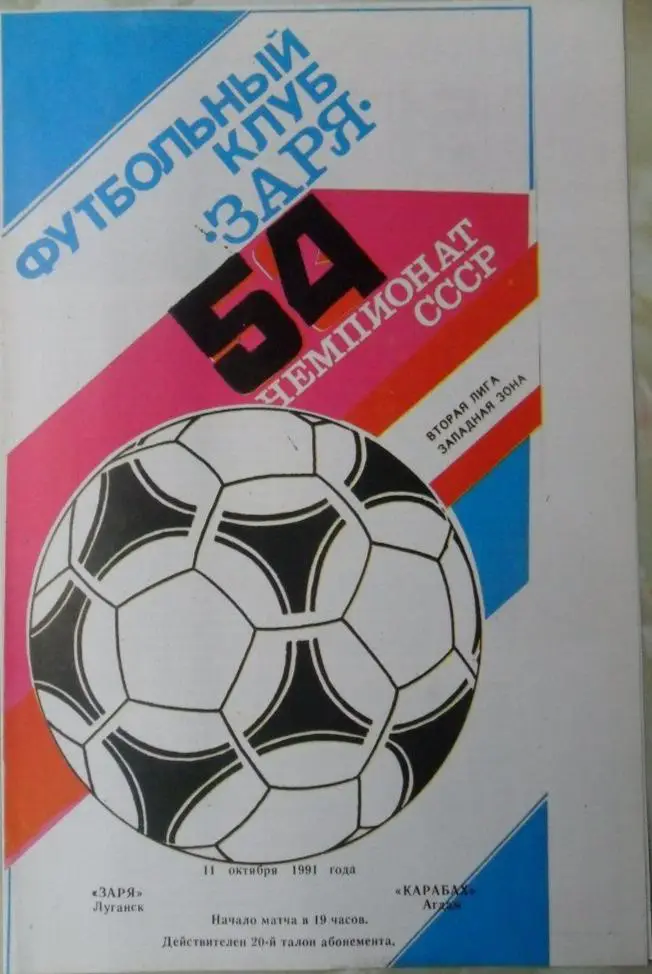 ФУТБОЛЬНЫЙ
КЛУБ
·ЗАРЯ·
54
ЧЕМПИОНАТ
СССР
ВТОРАЯ ЛИГА
ЗАПАДНАЯ ЗОНА
11 октября 1991 года
«ЗАРЯ» «КАРАБАХ»
Луганск Агдам
Начало матча в 19 часов.
Действителен 20-й талон абонемента.